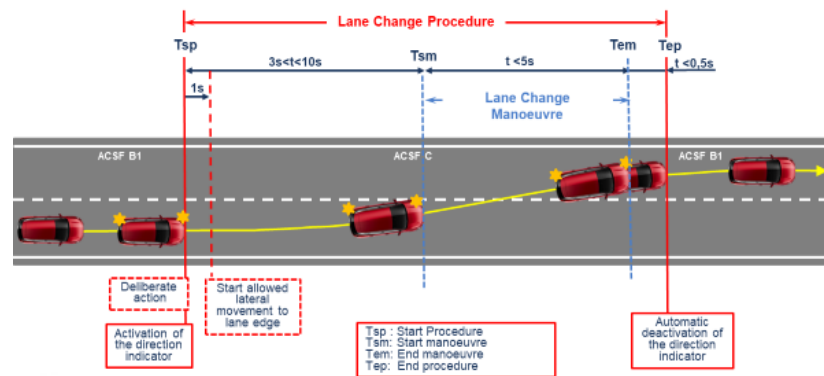 Lane Change Procedure
Tsp
Tsm
Tem
Tep
3s<t<10s
t <5s
t <0,5s
1s
Lane Change
Manoeuvre
ACSF B1
ACSF C
ACSF B1
Deliberate
action
Start allowed
lateral
movement to
lane edge
Activation of
the direction
indicator
Tsp : Start Procedure
Tsm: Start manoeuvre
Tem: End manoeuvre
Tep: End procedure
Automatic
deactivation of
the direction
indicator